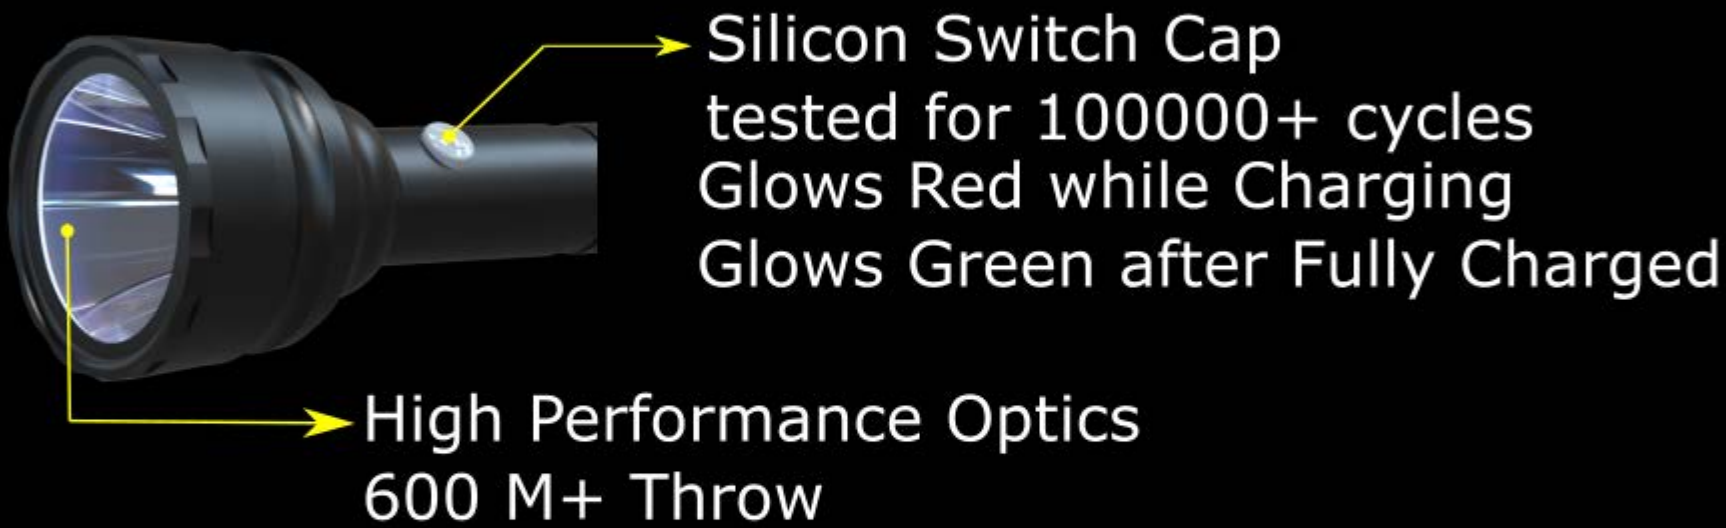 Silicon Switch Cap
tested for 100000+ cycles
Glows Red while Charging
Glows Green after Fully Charged
High Performance Optics
600 M+ Throw